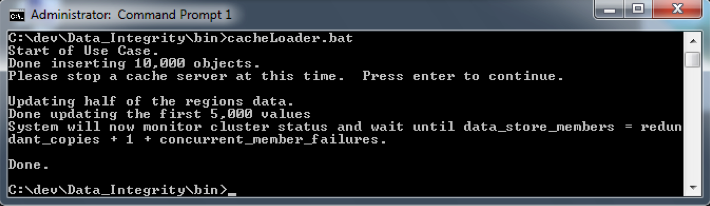 Administrator: Command Prompt 1
C:\dev\Data_Integrity\bin>cacheLoader.bat
Start of Use Case.
Done inserting 10,000 objects.
Please stop a cache server at this time.  Press enter to continue.
Updating half of the regions data.
Done updating the first 5,000 values
System will now monitor cluster status and wait until data_store_members = redun
dant_copies + 1 + concurrent_member_failures.
Done.
C:\dev\Data_Integrity\bin>_